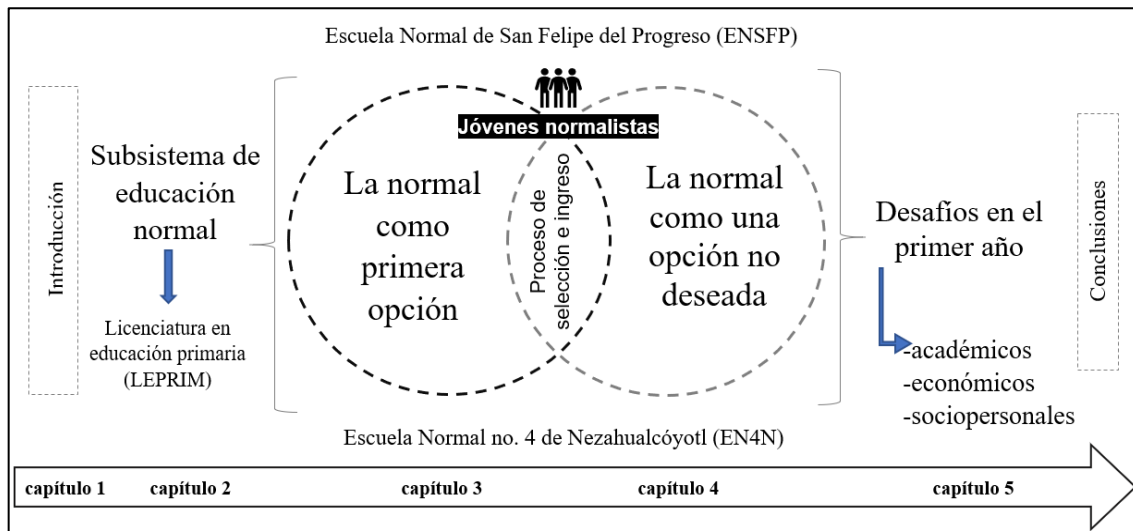 Escuela Normal de San Felipe del Progreso (ENSFP)
Jóvenes normalistas
Introducción
Subsistema de
educación
normal
Licenciatura en
educación primaria
(LEPRIM)
La normal
como
primera
opción
Proceso de
selección e ingreso
La normal
como una
opción no
deseada
Desafíos en el
primer año
-académicos
-económicos
-sociopersonales
Conclusiones
Escuela Normal no. 4 de Nezahualcóyotl (EN4N)
capítulo 1 capítulo 2 capítulo 3 capítulo 4 capítulo 5